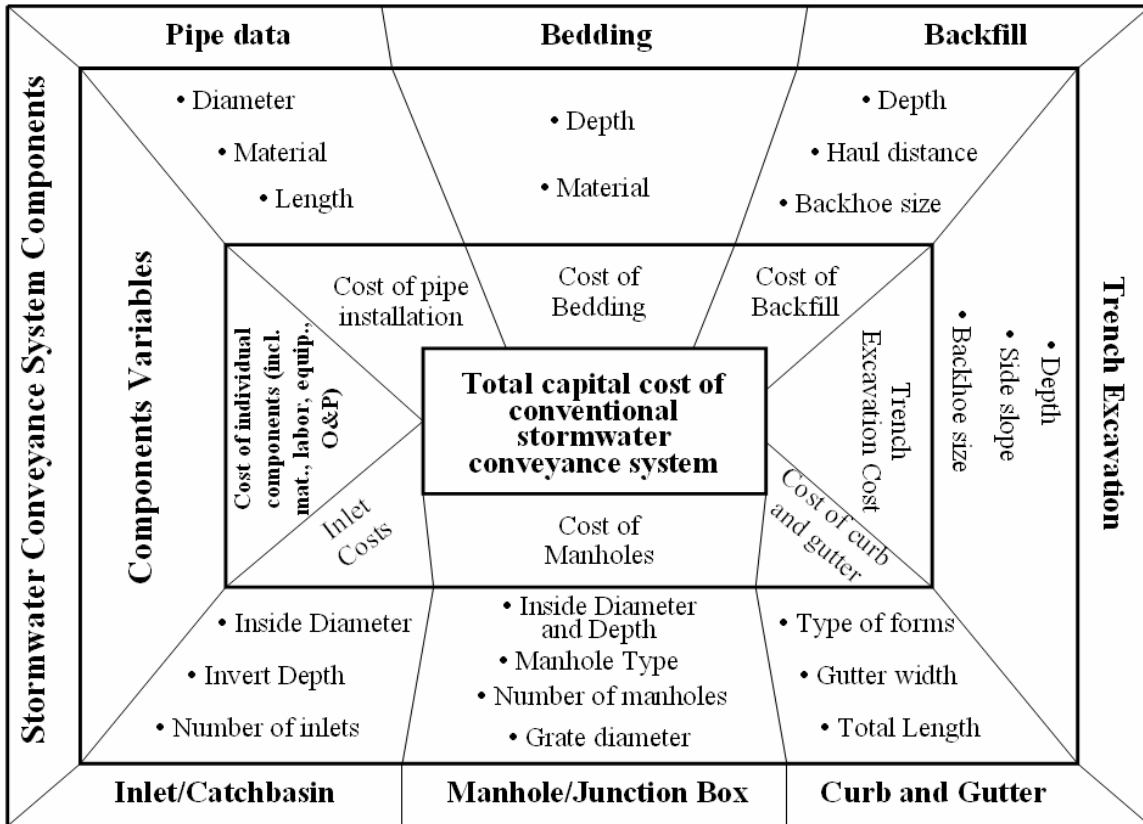 Pipe data
Bedding
Backfill
Stormwater Conveyance System Components
Components Variables
• Diameter
• Material
• Length
• Depth
• Material
• Depth
• Haul distance
• Backhoe size
Cost of individual
components (incl.
mat., labor, equip.,
O&P)
Cost of pipe
installation
Cost of
Bedding
Cost of
Backfill
Total capital cost of
conventional
stormwater
conveyance system
Trench
Excavation Cost
• Depth
• Side slope
• Backhoe size
Trench Excavation
Inlet
Costs
Cost of
Manholes
Cost of curb
and gutter
• Inside Diameter
• Invert Depth
• Number of inlets
• Inside Diameter
and Depth
• Manhole Type
• Number of manholes
• Grate diameter
• Type of forms
• Gutter width
• Total Length
Inlet/Catchbasin
Manhole/Junction Box
Curb and Gutter